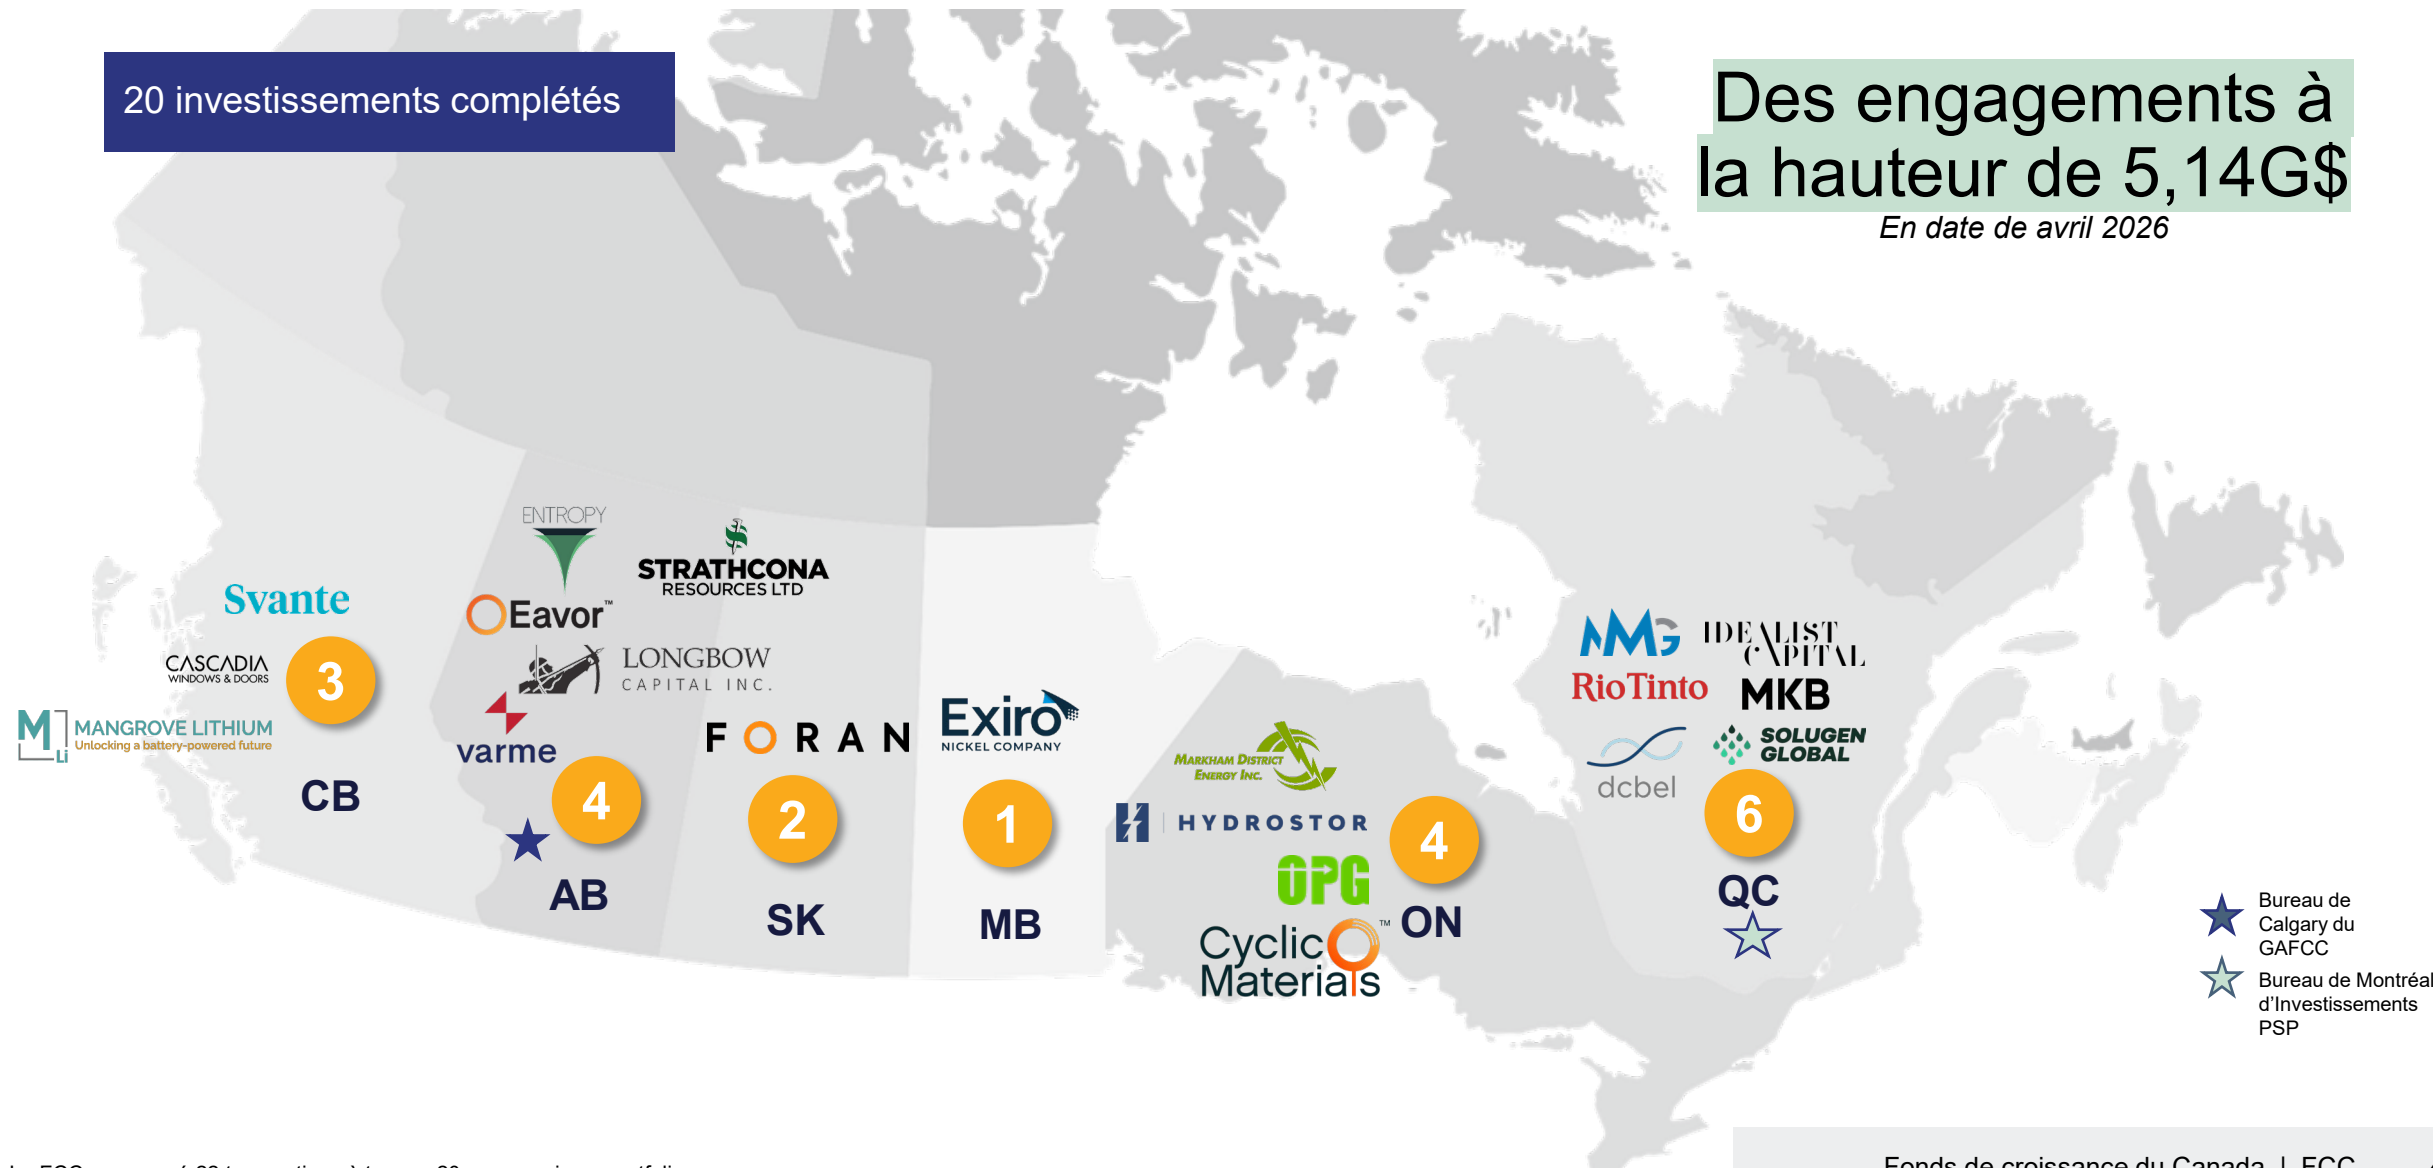 20 investissements complétés
Des engagements à
la hauteur de 5,14G$
En date de avril 2026
ENTROPY
STRATHCONA
RESOURCES LTD
Svante
Eavor™
CASCADIA
WINDOWS & DOORS
3
LONGBOW
CAPITAL INC.
M
Li
MANGROVE LITHIUM
Unlocking a battery-powered future
varme
FORAN
Exiro
NICKEL COMPANY
CB
4
AB
2
SK
1
MB
MARKHAM DISTRICT
ENERGY INC.
HYDROSTOR
OPG
Cyclic
Materials™
4
ON
NMG
IDEALIST
CAPITAL
RioTinto
MKB
dcbel
SOLUGEN
GLOBAL
6
QC
Bureau de
Calgary du
GAFCC
Bureau de Montréal
d'Investissements
PSP
Fonds de croissance du Canada | FCC